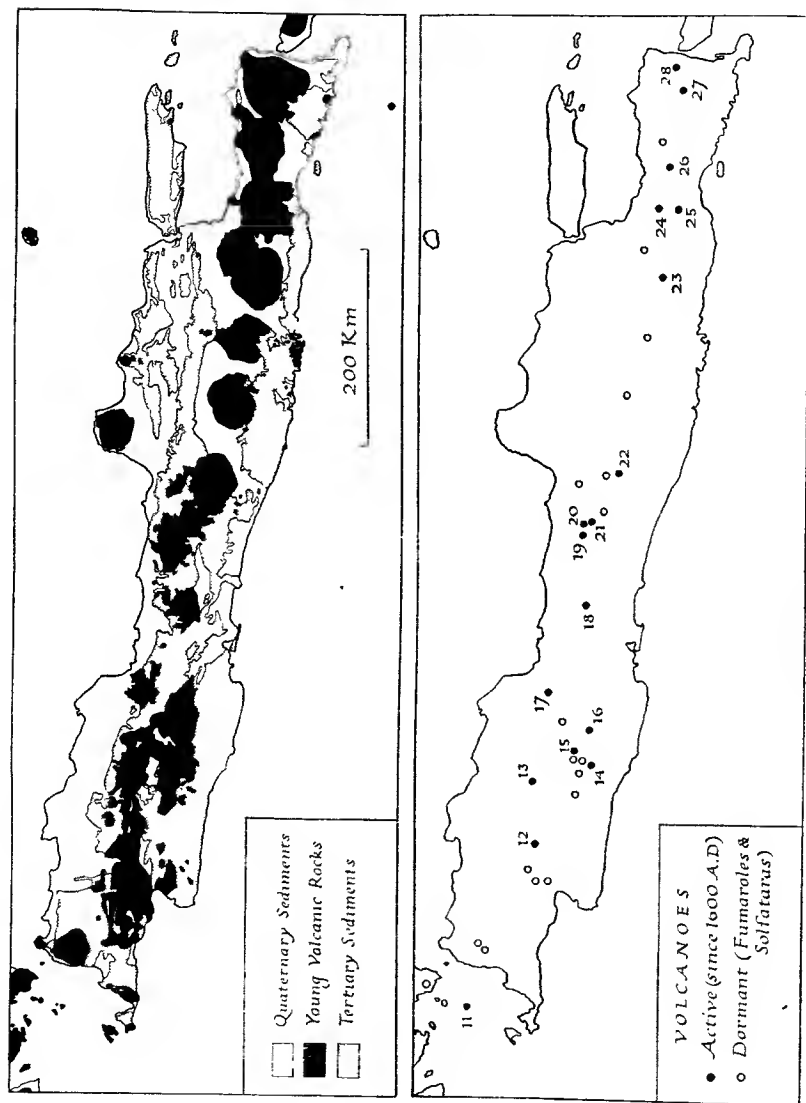 Quaternary Sediments
Young Volcanic Rocks
Tertiary Sediments
200 Km
VOLCANOES
Active (since 1600 A.D)
Dormant (Fumaroles &
Solfataras)
11
12
13
14
15
16
17
18
19
20
21
22
23
24
25
26
27
28